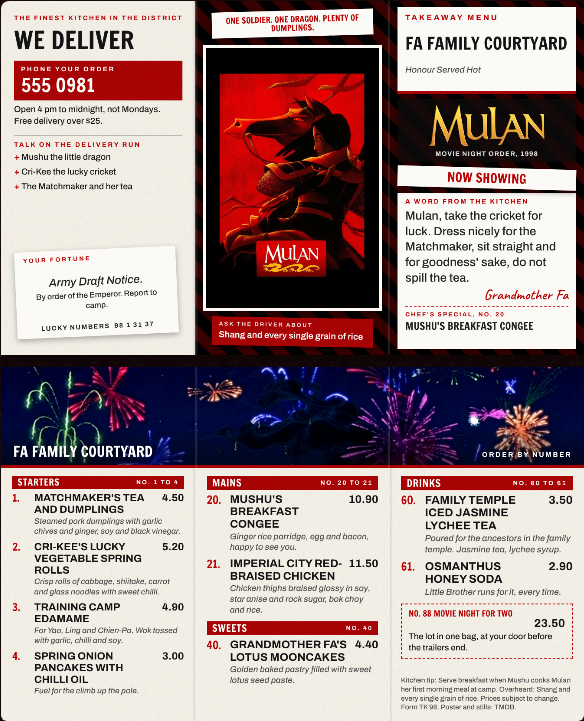 THE FINEST KITCHEN IN THE DISTRICT
WE DELIVER
PHONE YOUR ORDER
555 0981
Open 4 pm to midnight, not Mondays.
Free delivery over $25.
TALK ON THE DELIVERY RUN
+ Mushu the little dragon
+ Cri-Kee the lucky cricket
+ The Matchmaker and her tea
YOUR FORTUNE
Army Draft Notice.
By order of the Emperor. Report to
camp.
LUCKY NUMBERS 98 1 31 37
ONE SOLDIER. ONE DRAGON. PLENTY OF
DUMPLINGS.
MULAN
ASK THE DRIVER ABOUT
Shang and every single grain of rice
TAKEAWAY MENU
FA FAMILY COURTYARD
Honour Served Hot
MULAN
MOVIE NIGHT ORDER, 1998
NOW SHOWING
A WORD FROM THE KITCHEN
Mulan, take the cricket for
luck. Dress nicely for the
Matchmaker, sit straight and
for goodness' sake, do not
spill the tea.
Grandmother Fa
CHEF'S SPECIAL, NO. 20
MUSHU'S BREAKFAST CONGEE
FA FAMILY COURTYARD
ORDER BY NUMBER
STARTERS NO. 1 TO 4
1. MATCHMAKER'S TEA 4.50
AND DUMPLINGS
Steamed pork dumplings with garlic
chives and ginger, soy and black vinegar.
2. CRI-KEE'S LUCKY 5.20
VEGETABLE SPRING
ROLLS
Crisp rolls of cabbage, shiitake, carrot
and glass noodles with sweet chilli.
3. TRAINING CAMP 4.90
EDAMAME
For Yao, Ling and Chien-Po. Wok tossed
with garlic, chilli and soy.
4. SPRING ONION 3.00
PANCAKES WITH
CHILLI OIL
Fuel for the climb up the pole.
MAINS NO. 20 TO 21
20. MUSHU'S 10.90
BREAKFAST
CONGEE
Ginger rice porridge, egg and bacon,
happy to see you.
21. IMPERIAL CITY RED- 11.50
BRAISED CHICKEN
Chicken thighs braised glossy in soy,
star anise and rock sugar, bok choy
and rice.
SWEETS NO. 40
40. GRANDMOTHER FA'S 4.40
LOTUS MOONCAKES
Golden baked pastry filled with sweet
lotus seed paste.
DRINKS NO. 60 TO 61
60. FAMILY TEMPLE 3.50
ICED JASMINE
LYCHEE TEA
Poured for the ancestors in the family
temple. Jasmine tea, lychee syrup.
61. OSMANTHUS 2.90
HONEY SODA
Little Brother runs for it, every time.
NO. 88 MOVIE NIGHT FOR TWO
23.50
The lot in one bag, at your door before
the trailers end.
Kitchen tip: Serve breakfast when Mushu cooks Mulan
her first morning meal at camp. Overheard: Shang and
every single grain of rice. Prices subject to change.
Form TK 98. Poster and stills: TMDB.